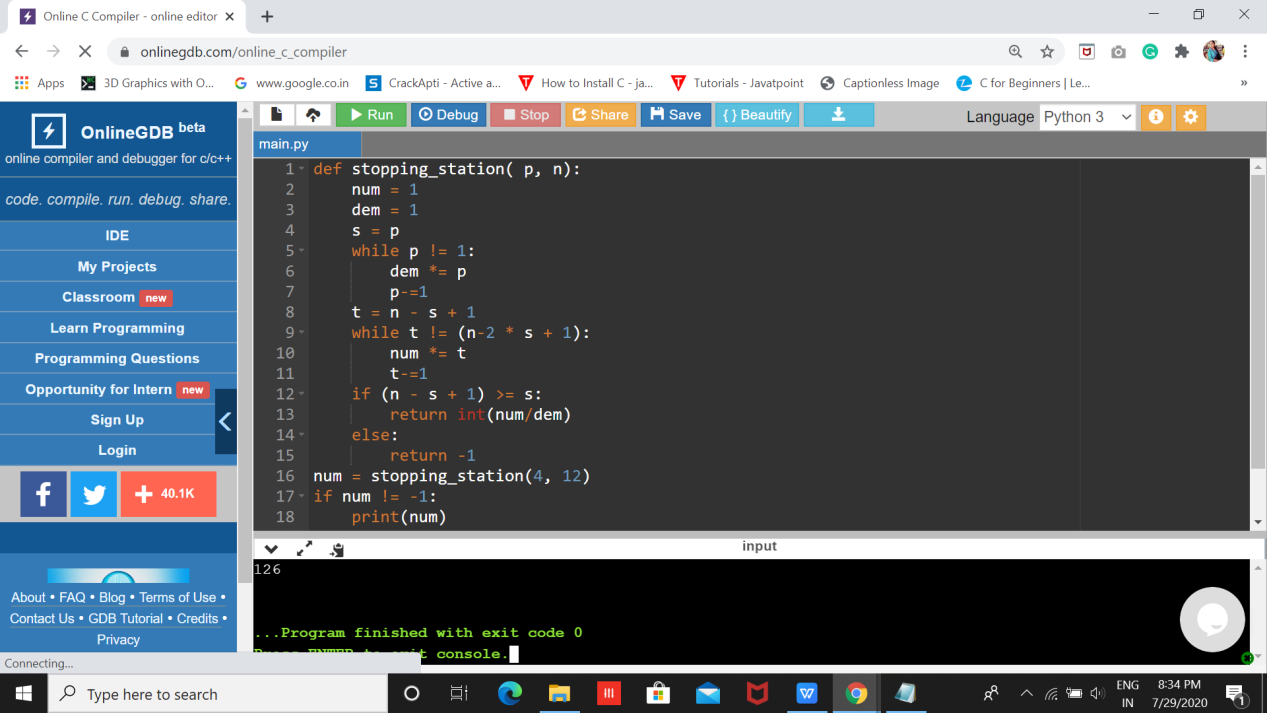 Online C Compiler - online editor
onlinegdb.com/online_c_compiler
Apps 3D Graphics with O... www.google.co.in CrackApti - Active a... How to Install C - ja... Tutorials - Javatpoint Captionless Image C for Beginners | Le... »
OnlineGDB beta
online compiler and debugger for c/c++
code. compile. run. debug. share.
IDE
My Projects
Classroom new
Learn Programming
Programming Questions
Opportunity for Intern new
Sign Up
Login
f + 40.1K
About • FAQ • Blog • Terms of Use •
Contact Us • GDB Tutorial • Credits •
Privacy
Connecting...
Run Debug Stop Share Save { } Beautify
Language Python 3
main.py
1 def stopping_station( p, n):
2 num = 1
3 dem = 1
4 s = p
5 while p != 1:
6 dem *= p
7 p-=1
8 t = n - s + 1
9 while t != (n-2 * s + 1):
10 num *= t
11 t-=1
12 if (n - s + 1) >= s:
13 return int(num/dem)
14 else:
15 return -1
16 num = stopping_station(4, 12)
17 if num != -1:
18 print(num)
input
126
...Program finished with exit code 0
Press ENTER to exit console.
Type here to search
ENG
IN
8:34 PM
7/29/2020
1